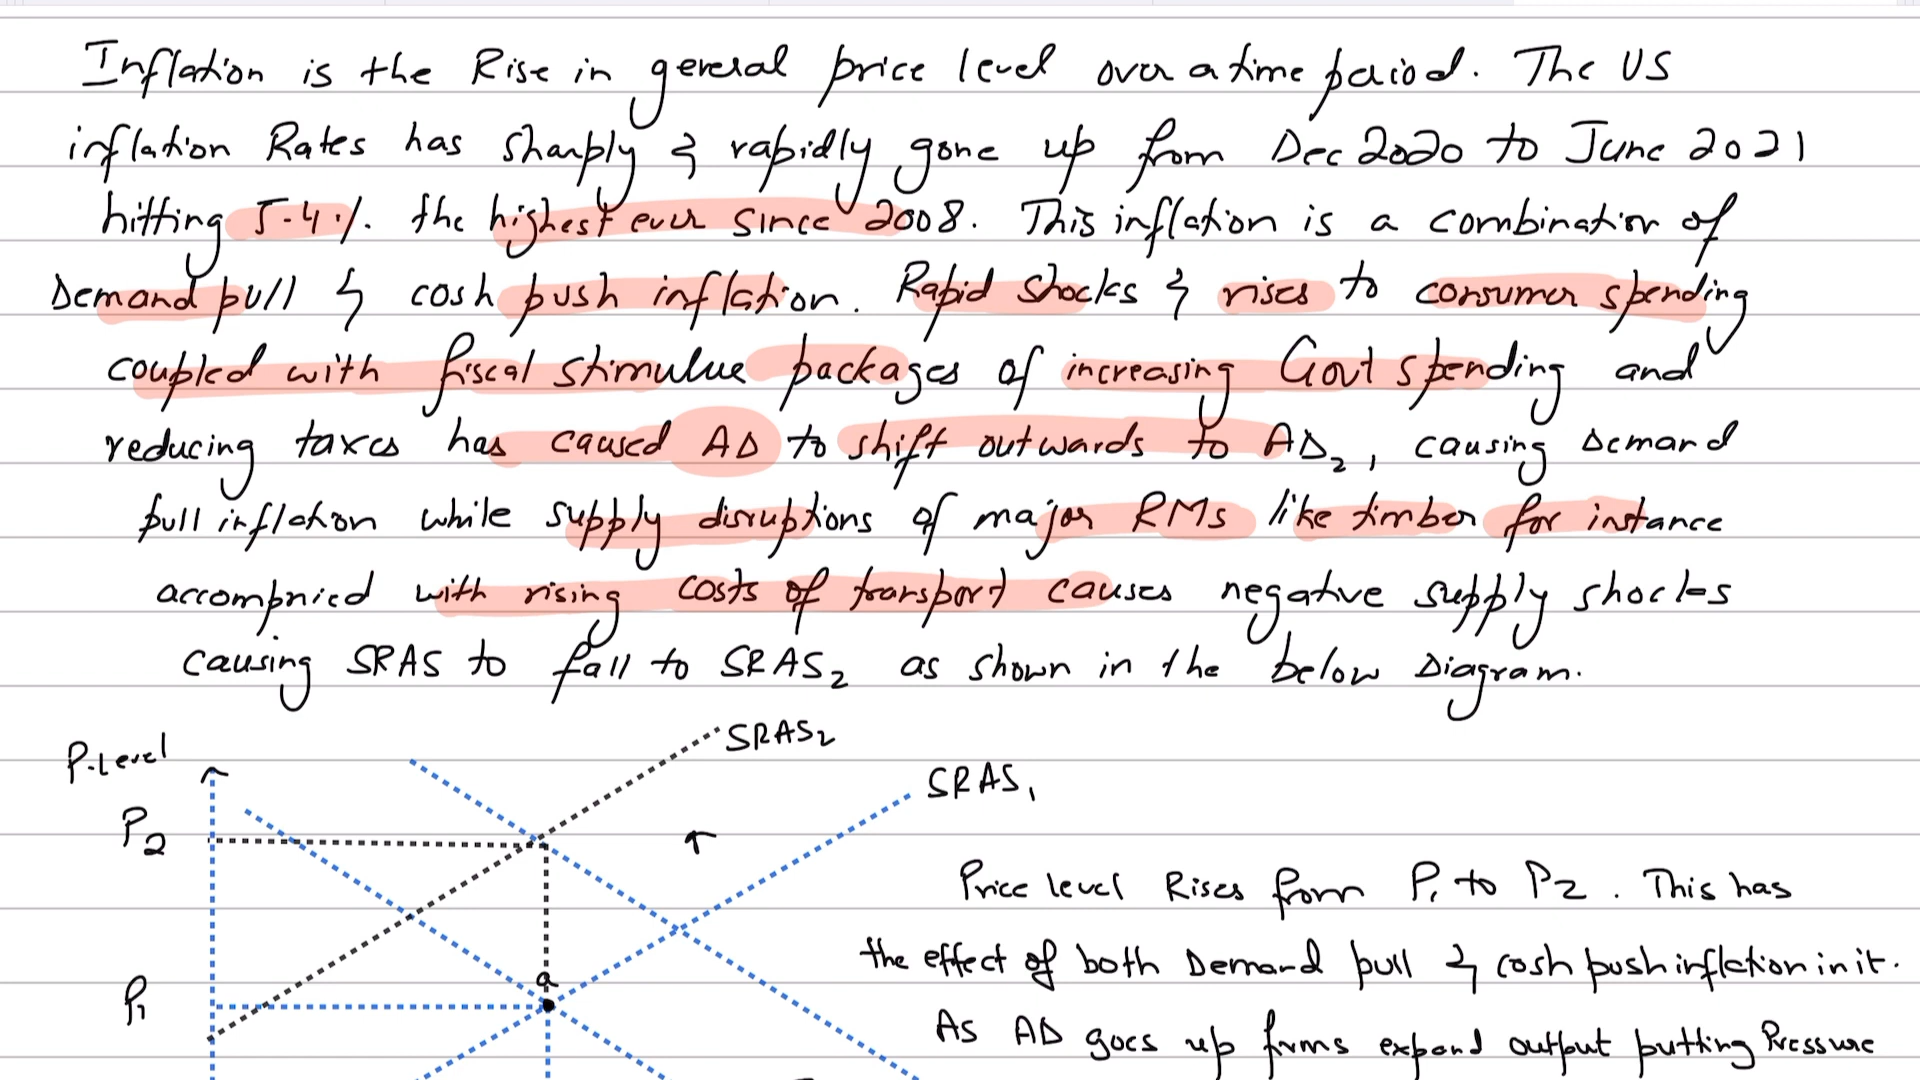 Inflation is the Rise in general price level over a time period. The US
inflation Rates has sharply & rapidly gone up from Dec 2020 to June 2021
hitting 5.4%. the highest ever since 2008. This inflation is a combination of
Demand pull & cosh push inflation. Rapid shocks & rises to consumer spending
coupled with fiscal stimulue packages of increasing Govt spending and
reducing taxes has caused AD to shift outwards to AD2, causing Demand
pull inflation while supply disruptions of major RMs like timber for instance
accompnied with rising costs of transport causes negative supply shocks
causing SRAS to fall to SRAS2 as shown in the below Diagram.
SRAS2
P-Level
SRAS1
P2
Price level Rises from P1 to P2. This has
the effect of both Demand pull & cosh push inflation in it.
a
P1
As AD goes up firms expand output putting Pressure